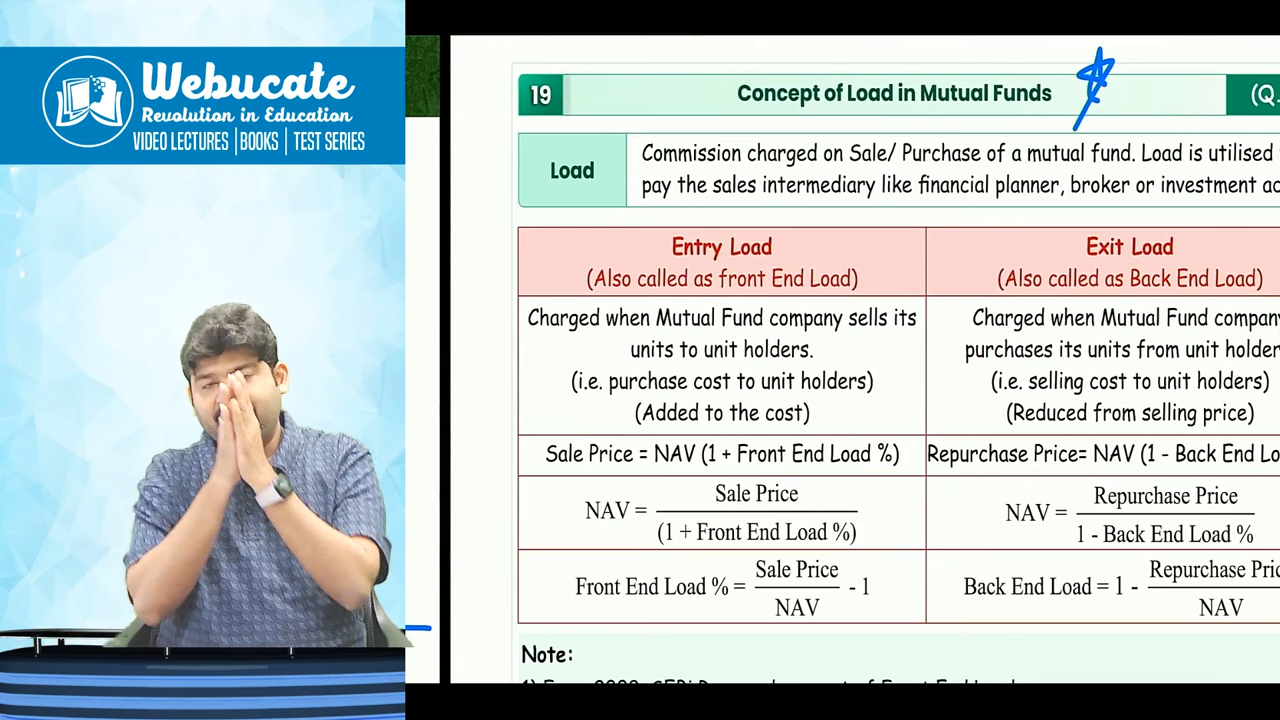 Webucate
Revolution in Education
VIDEO LECTURES | BOOKS | TEST SERIES
19
Concept of Load in Mutual Funds
(Q.
Load
Commission charged on Sale/ Purchase of a mutual fund. Load is utilised
pay the sales intermediary like financial planner, broker or investment
Entry Load
(Also called as front End Load)
Charged when Mutual Fund company sells its
units to unit holders.
(i.e. purchase cost to unit holders)
(Added to the cost)
Sale Price = NAV (1 + Front End Load %)
NAV = Sale Price
(1 + Front End Load %)
Front End Load % = Sale Price - 1
NAV
Exit Load
(Also called as Back End Load)
Charged when Mutual Fund
purchases its units from unit
(i.e. selling cost to unit holders)
(Reduced from selling price)
Repurchase Price= NAV (1 - Back End
NAV = Repurchase Price
1 - Back End Load %
Back End Load = 1 - Repurchase
NAV
Note: